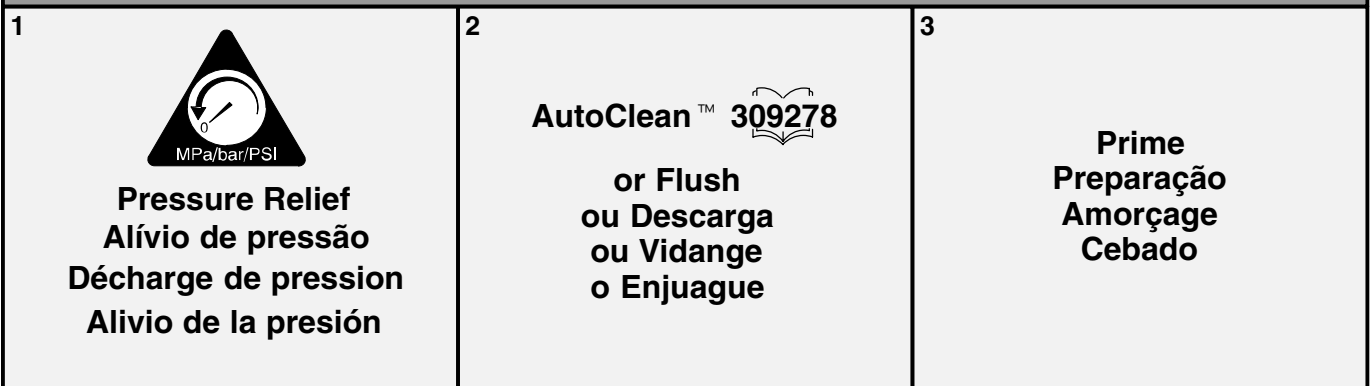 1
0
MPa/bar/PSI
Pressure Relief
Alívio de pressão
Décharge de pression
Alivio de la presión
2
AutoClean™ 309278
or Flush
ou Descarga
ou Vidange
o Enjuague
3
Prime
Preparação
Amorçage
Cebado